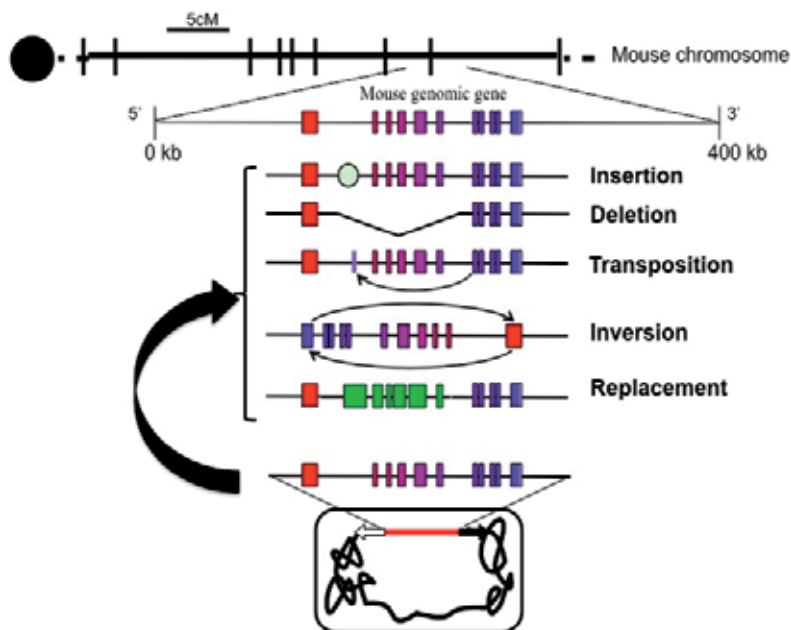 5cM
Mouse chromosome
Mouse genomic gene
5′
3′
0 kb
400 kb
Insertion
Deletion
Transposition
Inversion
Replacement